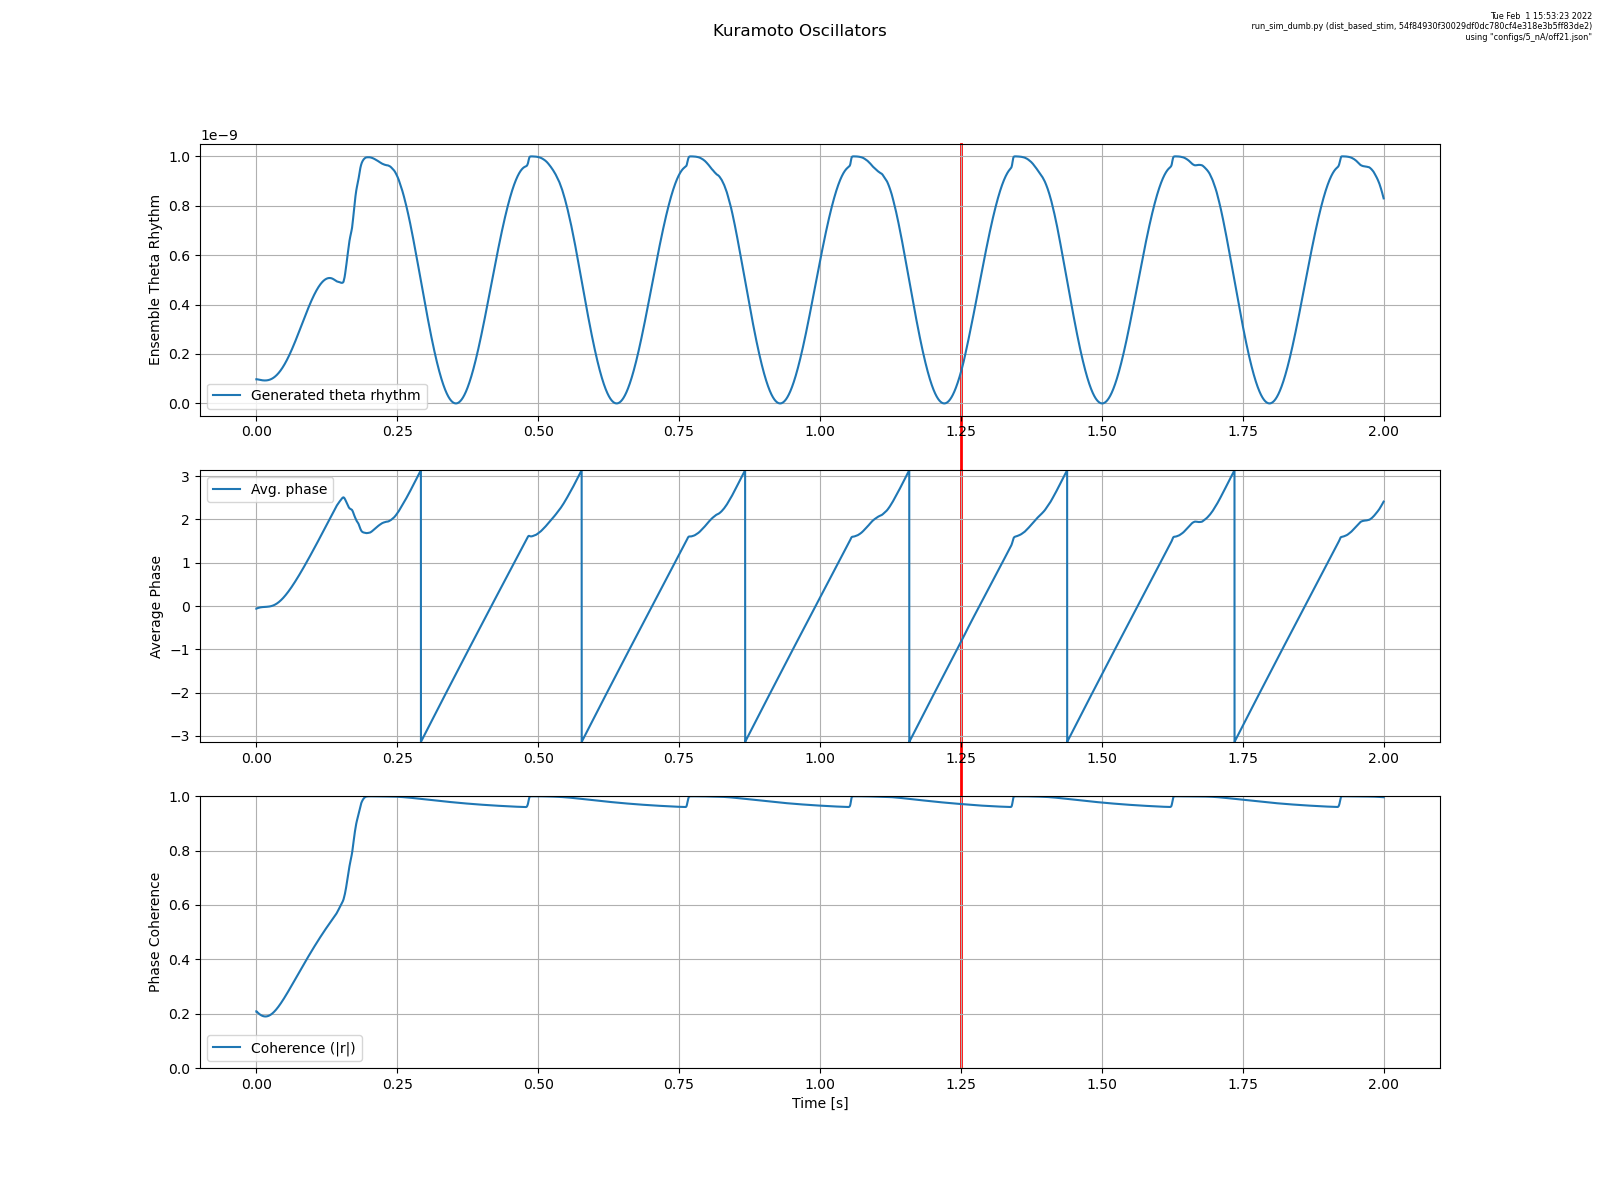 Tue Feb  1 15:53:23 2022
run_sim_dumb.py (dist_based_stim, 54f84930f30029df0dc780cf4e318e3b5ff83de2)
using "configs/5_nA/off21.json"
Kuramoto Oscillators
1e−9
1.0
0.8
0.6
0.4
0.2
0.0
Ensemble Theta Rhythm
Generated theta rhythm
0.00 0.25 0.50 0.75 1.00 1.25 1.50 1.75 2.00
3
2
1
0
−1
−2
−3
Average Phase
Avg. phase
0.00 0.25 0.50 0.75 1.00 1.25 1.50 1.75 2.00
1.0
0.8
0.6
0.4
0.2
0.0
Phase Coherence
Coherence (|r|)
0.00 0.25 0.50 0.75 1.00 1.25 1.50 1.75 2.00
Time [s]